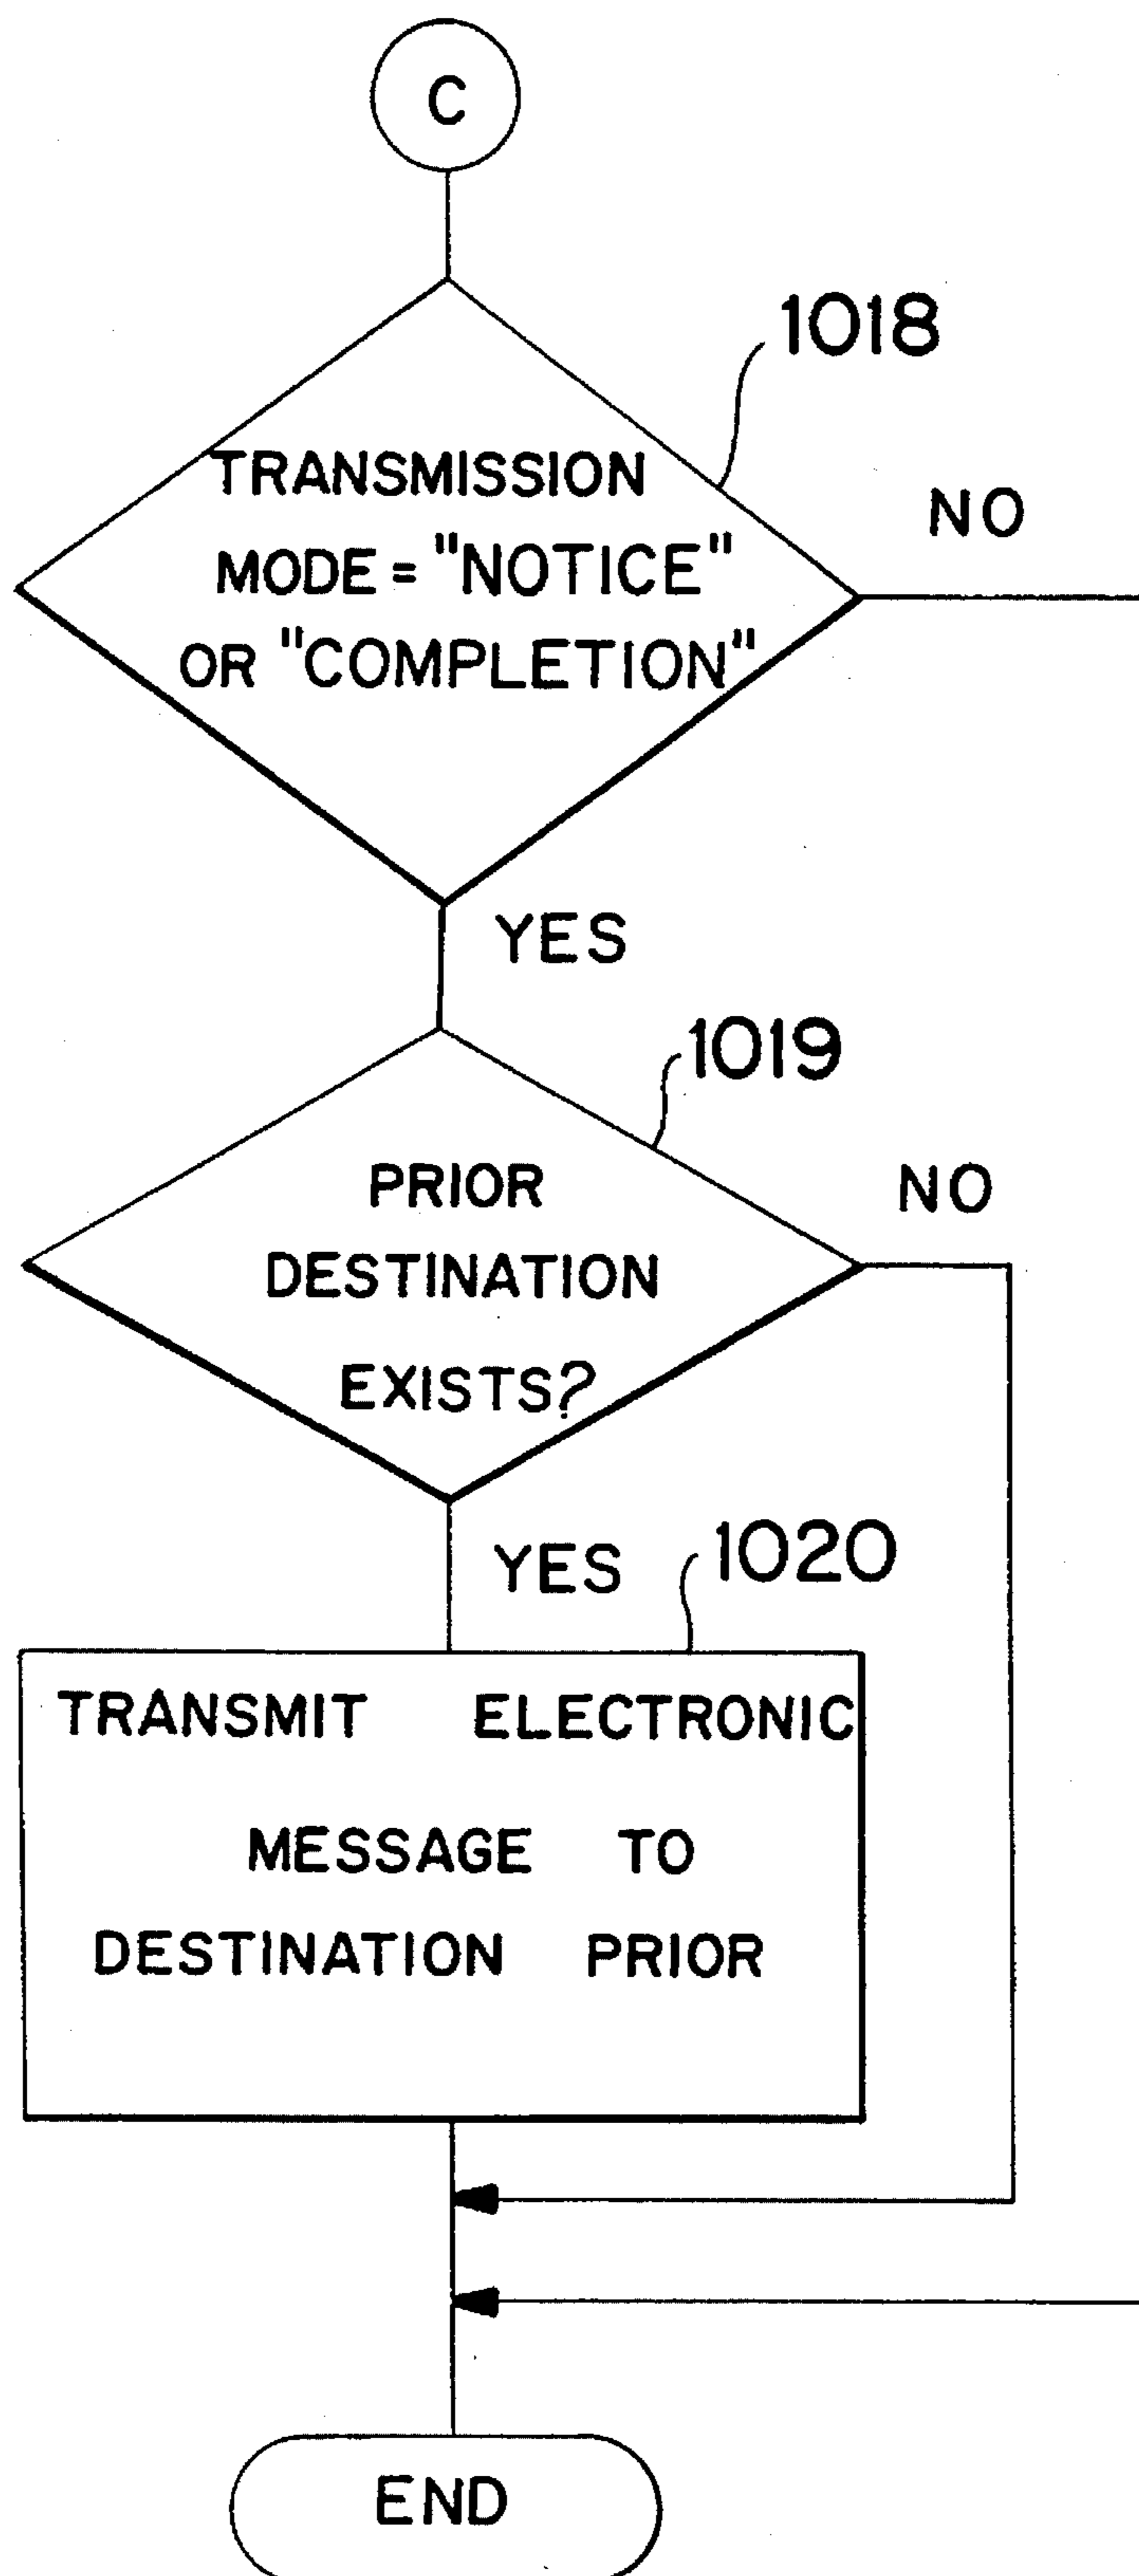 C
1018
TRANSMISSION
MODE = "NOTICE"
OR "COMPLETION"
NO
YES
1019
PRIOR
DESTINATION
EXISTS?
NO
YES
1020
TRANSMIT ELECTRONIC
MESSAGE TO
DESTINATION PRIOR
END